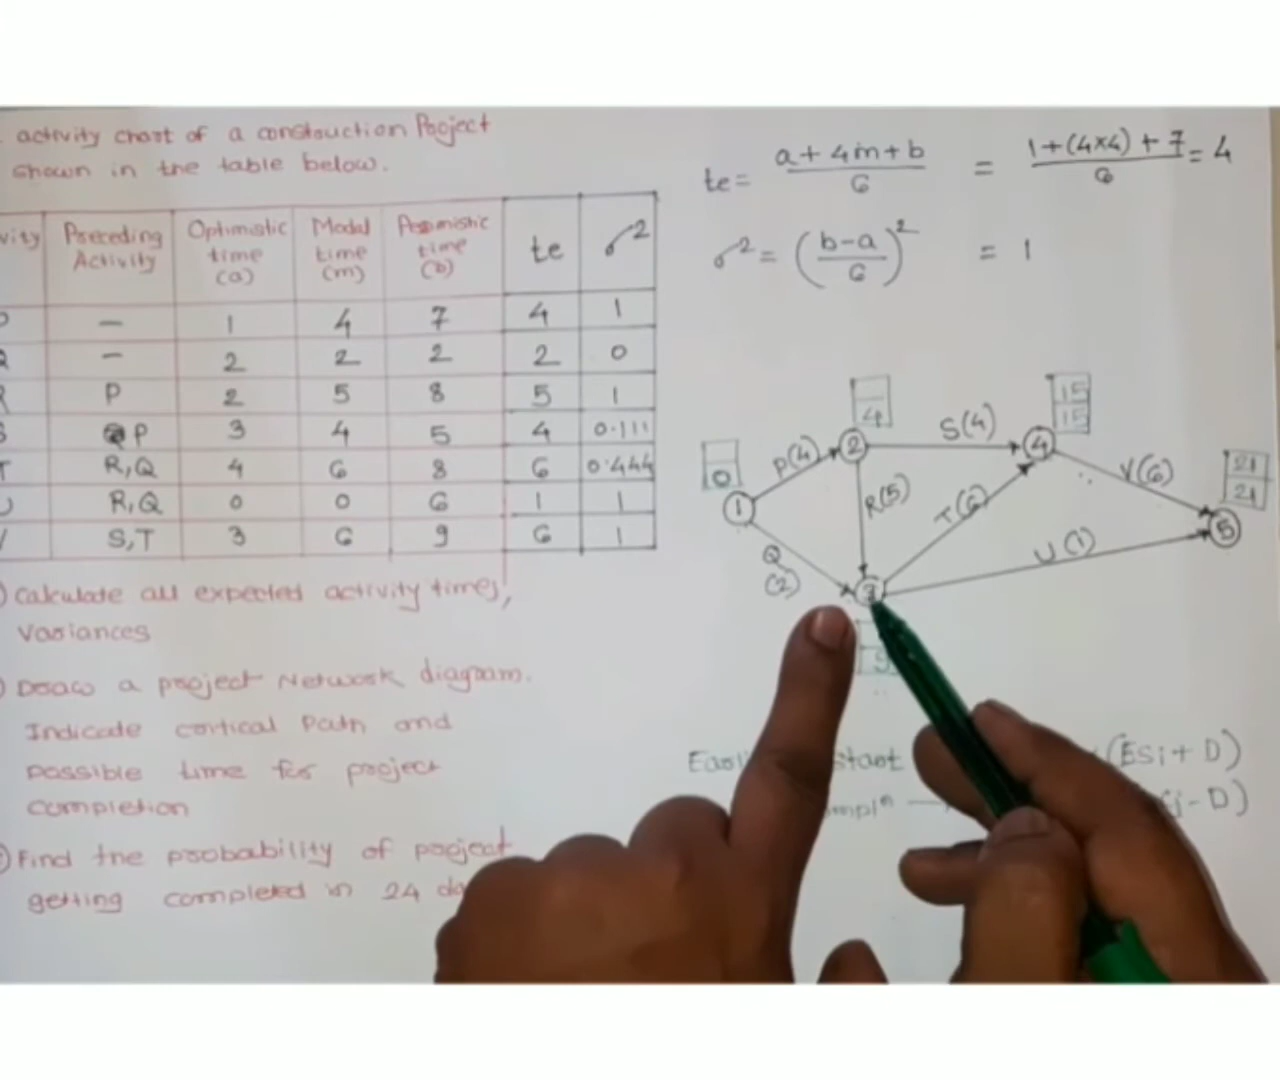 activity chart of a construction Project
shown in the table below.
vity Preceding Activity Optimistic time (a) Modal time (m) Pessimistic time (b) te σ²
P — 1 4 7 4 1
Q — 2 2 2 2 0
R P 2 5 8 5 1
S P 3 4 5 4 0.111
T R,Q 4 6 8 6 0.444
U R,Q 0 0 6 1 1
V S,T 3 6 9 6 1
) Calculate all expected activity times,
Variances
) Draw a project Network diagram.
Indicate cortical Path and
possible time for project
completion
) Find the probability of project
getting completed in 24 da
te = a + 4m + b / 6 = 1 + (4×4) + 7 / 6 = 4
σ² = (b-a / 6)² = 1
4
15
15
0
P(4)
2
S(4)
4
V(6)
21
21
1
R(5)
T(6)
5
Q
(2)
3
U(1)
9
start
(ESi + D)
mplⁿ
j - D)